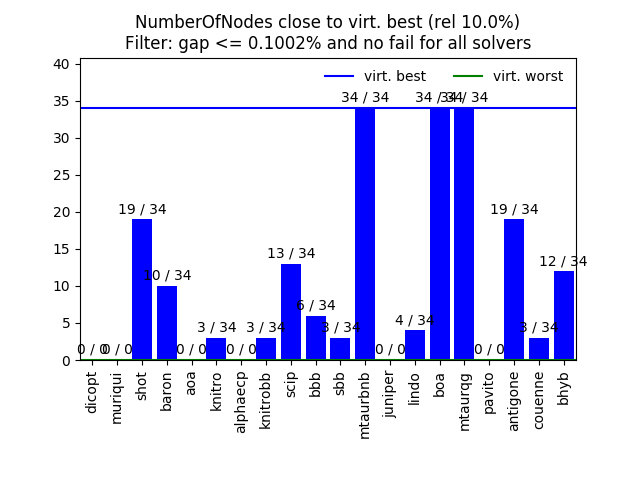 NumberOfNodes close to virt. best (rel 10.0%)
Filter: gap <= 0.1002% and no fail for all solvers
virt. best
virt. worst
40
35
30
25
20
15
10
5
0
0 / 0
0 / 0
19 / 34
10 / 34
0 / 0
3 / 34
0 / 0
3 / 34
13 / 34
6 / 34
3 / 34
34 / 34
0 / 0
4 / 34
34 / 34
34 / 34
0 / 0
19 / 34
3 / 34
12 / 34
dicopt
muriqui
shot
baron
aoa
knitro
alphaecp
knitrobb
scip
bbb
sbb
mtaurbnb
juniper
lindo
boa
mtaurqg
pavito
antigone
couenne
bhyb